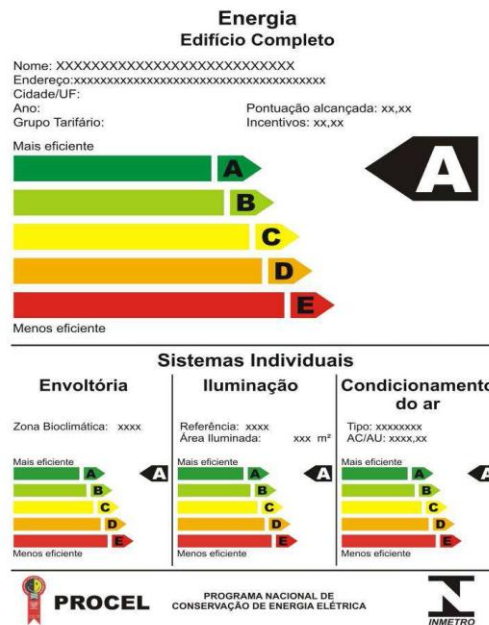 Energia
Edifício Completo
Nome: XXXXXXXXXXXXXXXXXXXXXXXXXXX
Endereço:xxxxxxxxxxxxxxxxxxxxxxxxxxxxxxxxxxxxxx
Cidade/UF:
Ano: Pontuação alcançada: xx,xx
Grupo Tarifário: Incentivos: xx,xx
Mais eficiente
A
A
B
C
D
E
Menos eficiente
Sistemas Individuais
Envoltória
Zona Bioclimática: xxxx
Mais eficiente
A
A
B
C
D
E
Menos eficiente
Iluminação
Referência: xxxx
Área Iluminada: xxx m²
Mais eficiente
A
A
B
C
D
E
Menos eficiente
Condicionamento
do ar
Tipo: xxxxxxxx
AC/AU: xxxx,xx
Mais eficiente
A
A
B
C
D
E
Menos eficiente
PROCEL
PROGRAMA NACIONAL DE
CONSERVAÇÃO DE ENERGIA ELÉTRICA
INMETRO